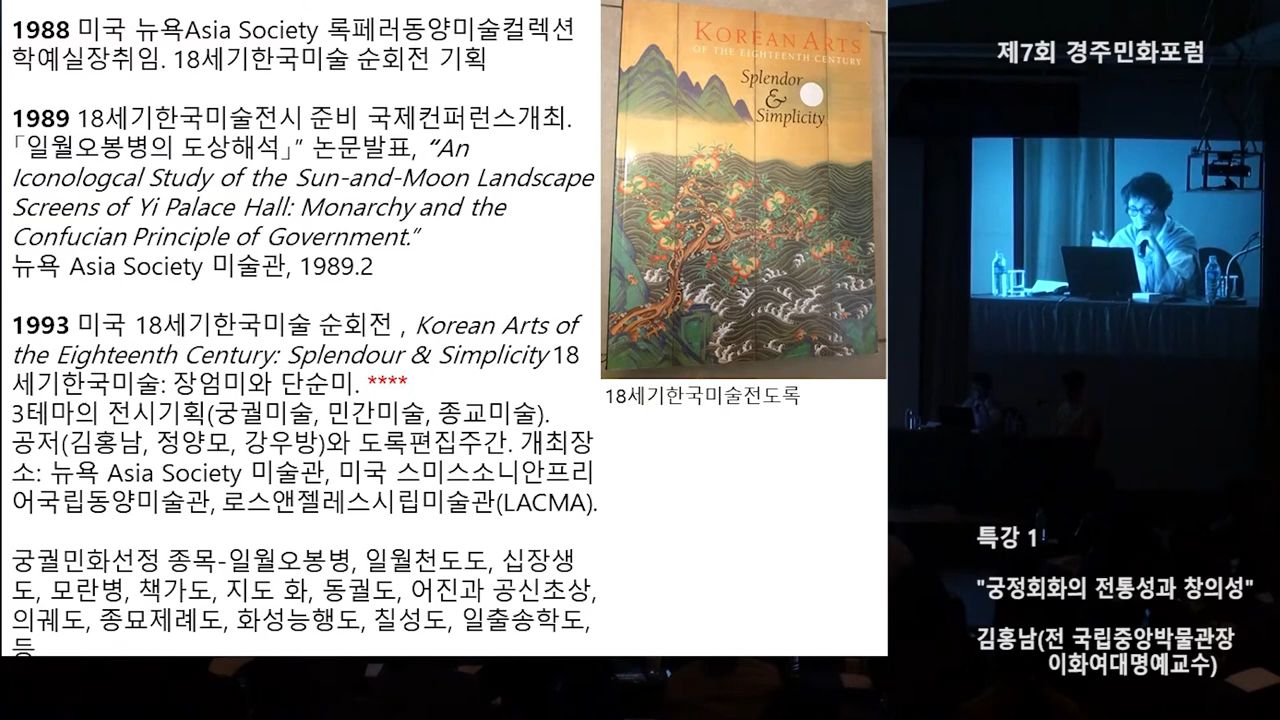 1988 미국 뉴욕Asia Society 록페러동양미술컬렉션
학예실장취임. 18세기한국미술 순회전 기획
1989 18세기한국미술전시 준비 국제컨퍼런스개최.
「일월오봉병의 도상해석」” 논문발표, “An
Iconologcal Study of the Sun-and-Moon Landscape
Screens of Yi Palace Hall: Monarchy and the
Confucian Principle of Government.”
뉴욕 Asia Society 미술관, 1989.2
1993 미국 18세기한국미술 순회전 , Korean Arts of
the Eighteenth Century: Splendour & Simplicity 18
세기한국미술: 장엄미와 단순미. ****
3테마의 전시기획(궁궐미술, 민간미술, 종교미술).
공저(김홍남, 정양모, 강우방)와 도록편집주간. 개최장
소: 뉴욕 Asia Society 미술관, 미국 스미스소니안프리
어국립동양미술관, 로스앤젤레스시립미술관(LACMA).
궁궐민화선정 종목-일월오봉병, 일월천도도, 십장생
도, 모란병, 책가도, 지도 화, 동궐도, 어진과 공신초상,
의궤도, 종묘제례도, 화성능행도, 칠성도, 일출송학도,
등
KOREAN ARTS
OF THE EIGHTEENTH CENTURY
Splendor
&
Simplicity
18세기한국미술전도록
제7회 경주민화포럼
특강 1
"궁정회화의 전통성과 창의성"
김홍남(전 국립중앙박물관장
이화여대명예교수)